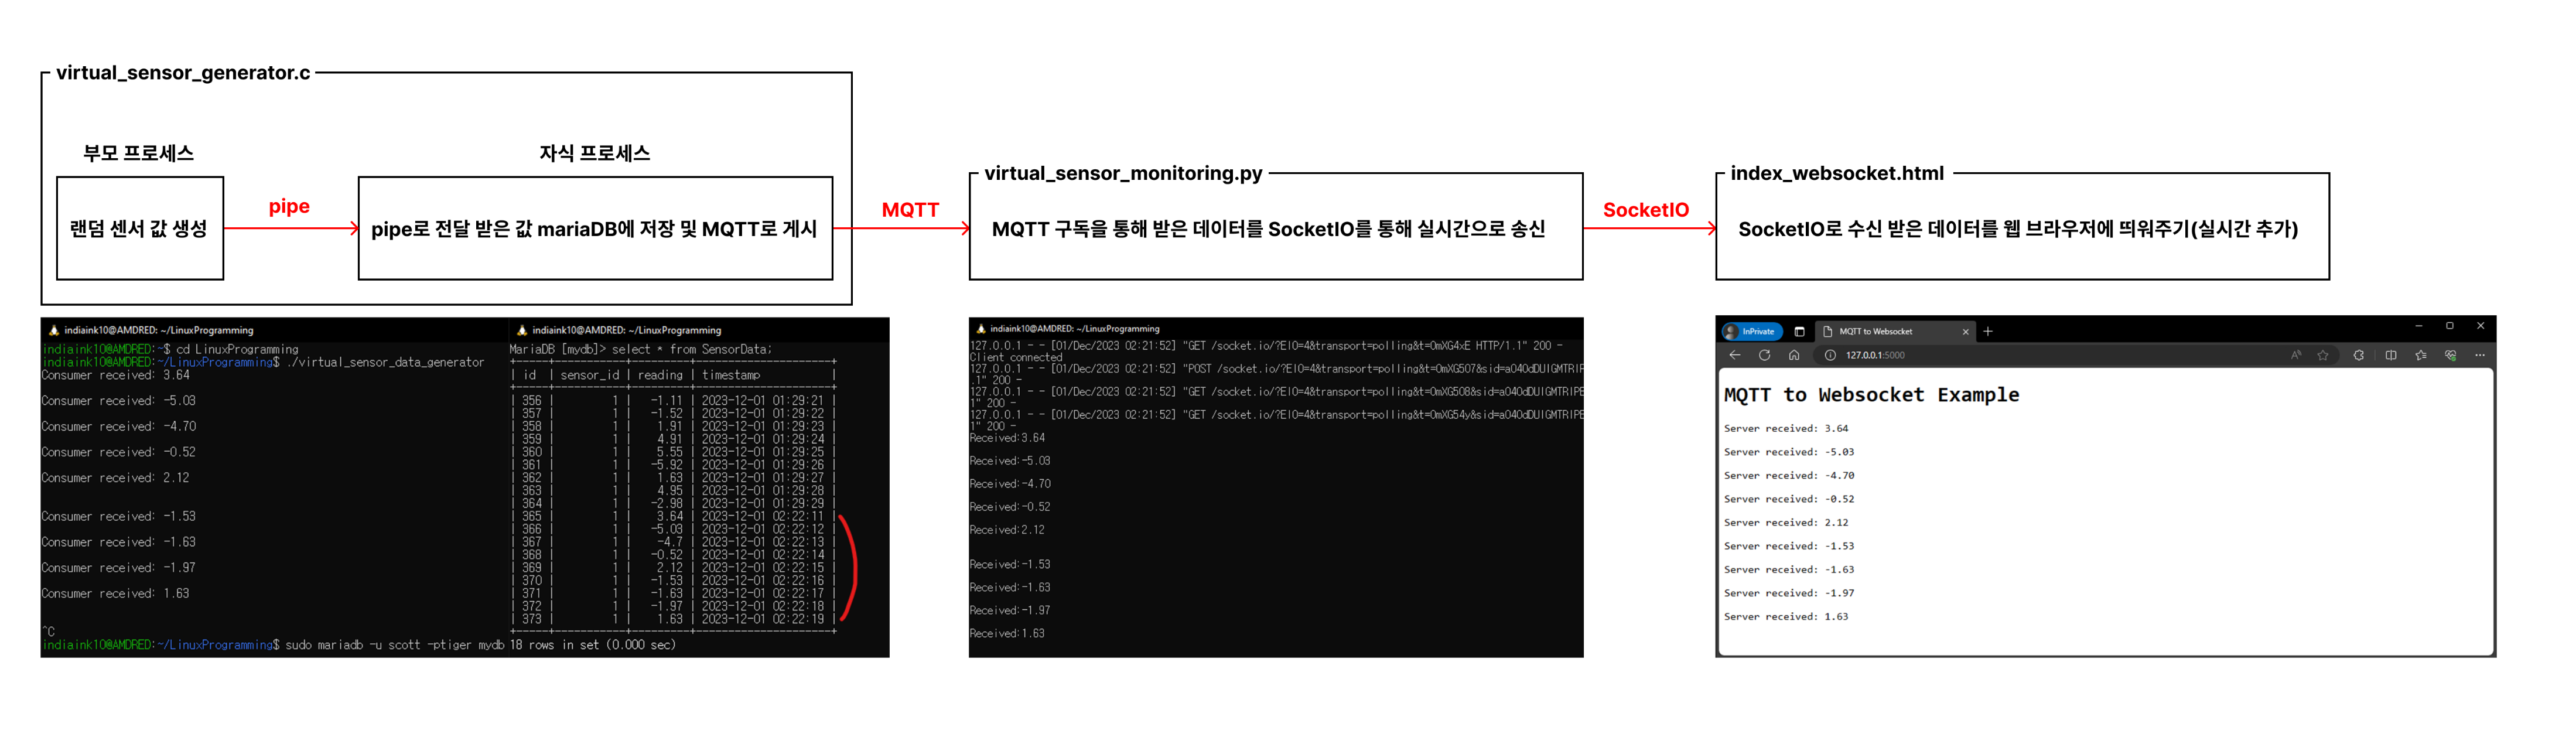 virtual_sensor_generator.c
부모 프로세스
자식 프로세스
랜덤 센서 값 생성
pipe
pipe로 전달 받은 값 mariaDB에 저장 및 MQTT로 게시
MQTT
virtual_sensor_monitoring.py
MQTT 구독을 통해 받은 데이터를 SocketIO를 통해 실시간으로 송신
SocketIO
index_websocket.html
SocketIO로 수신 받은 데이터를 웹 브라우저에 띄워주기(실시간 추가)
indiaink10@AMDRED: ~/LinuxProgramming
indiaink10@AMDRED:~$ cd LinuxProgramming
indiaink10@AMDRED:~/LinuxProgramming$ ./virtual_sensor_data_generator
Consumer received: 3.64
Consumer received: -5.03
Consumer received: -4.70
Consumer received: -0.52
Consumer received: 2.12
Consumer received: -1.53
Consumer received: -1.63
Consumer received: -1.97
Consumer received: 1.63
^C
indiaink10@AMDRED:~/LinuxProgramming$ sudo mariadb -u scott -ptiger mydb
indiaink10@AMDRED: ~/LinuxProgramming
MariaDB [mydb]> select * from SensorData;
+-----+-----------+---------+---------------------+
| id | sensor_id | reading | timestamp |
+-----+-----------+---------+---------------------+
| 356 | 1 | -1.11 | 2023-12-01 01:29:21 |
| 357 | 1 | -1.52 | 2023-12-01 01:29:22 |
| 358 | 1 | 1.91 | 2023-12-01 01:29:23 |
| 359 | 1 | 4.91 | 2023-12-01 01:29:24 |
| 360 | 1 | 5.55 | 2023-12-01 01:29:25 |
| 361 | 1 | -5.92 | 2023-12-01 01:29:26 |
| 362 | 1 | 1.63 | 2023-12-01 01:29:27 |
| 363 | 1 | 4.95 | 2023-12-01 01:29:28 |
| 364 | 1 | -2.98 | 2023-12-01 01:29:29 |
| 365 | 1 | 3.64 | 2023-12-01 02:22:11 |
| 366 | 1 | -5.03 | 2023-12-01 02:22:12 |
| 367 | 1 | -4.7 | 2023-12-01 02:22:13 |
| 368 | 1 | -0.52 | 2023-12-01 02:22:14 |
| 369 | 1 | 2.12 | 2023-12-01 02:22:15 |
| 370 | 1 | -1.53 | 2023-12-01 02:22:16 |
| 371 | 1 | -1.63 | 2023-12-01 02:22:17 |
| 372 | 1 | -1.97 | 2023-12-01 02:22:18 |
| 373 | 1 | 1.63 | 2023-12-01 02:22:19 |
+-----+-----------+---------+---------------------+
18 rows in set (0.000 sec)
indiaink10@AMDRED: ~/LinuxProgramming
127.0.0.1 - - [01/Dec/2023 02:21:52] "GET /socket.io/?EIO=4&transport=polling&t=OmXG4xE HTTP/1.1" 200 -
Client connected
127.0.0.1 - - [01/Dec/2023 02:21:52] "POST /socket.io/?EIO=4&transport=polling&t=OmXG507&sid=a040dDUIGMTRIP
.1" 200 -
127.0.0.1 - - [01/Dec/2023 02:21:52] "GET /socket.io/?EIO=4&transport=polling&t=OmXG508&sid=a040dDUIGMTRIPE
1" 200 -
127.0.0.1 - - [01/Dec/2023 02:21:52] "GET /socket.io/?EIO=4&transport=polling&t=OmXG54y&sid=a040dDUIGMTRIPE
1" 200 -
Received:3.64
Received:-5.03
Received:-4.70
Received:-0.52
Received:2.12
Received:-1.53
Received:-1.63
Received:-1.97
Received:1.63
InPrivate
MQTT to Websocket
127.0.0.1:5000
MQTT to Websocket Example
Server received: 3.64
Server received: -5.03
Server received: -4.70
Server received: -0.52
Server received: 2.12
Server received: -1.53
Server received: -1.63
Server received: -1.97
Server received: 1.63